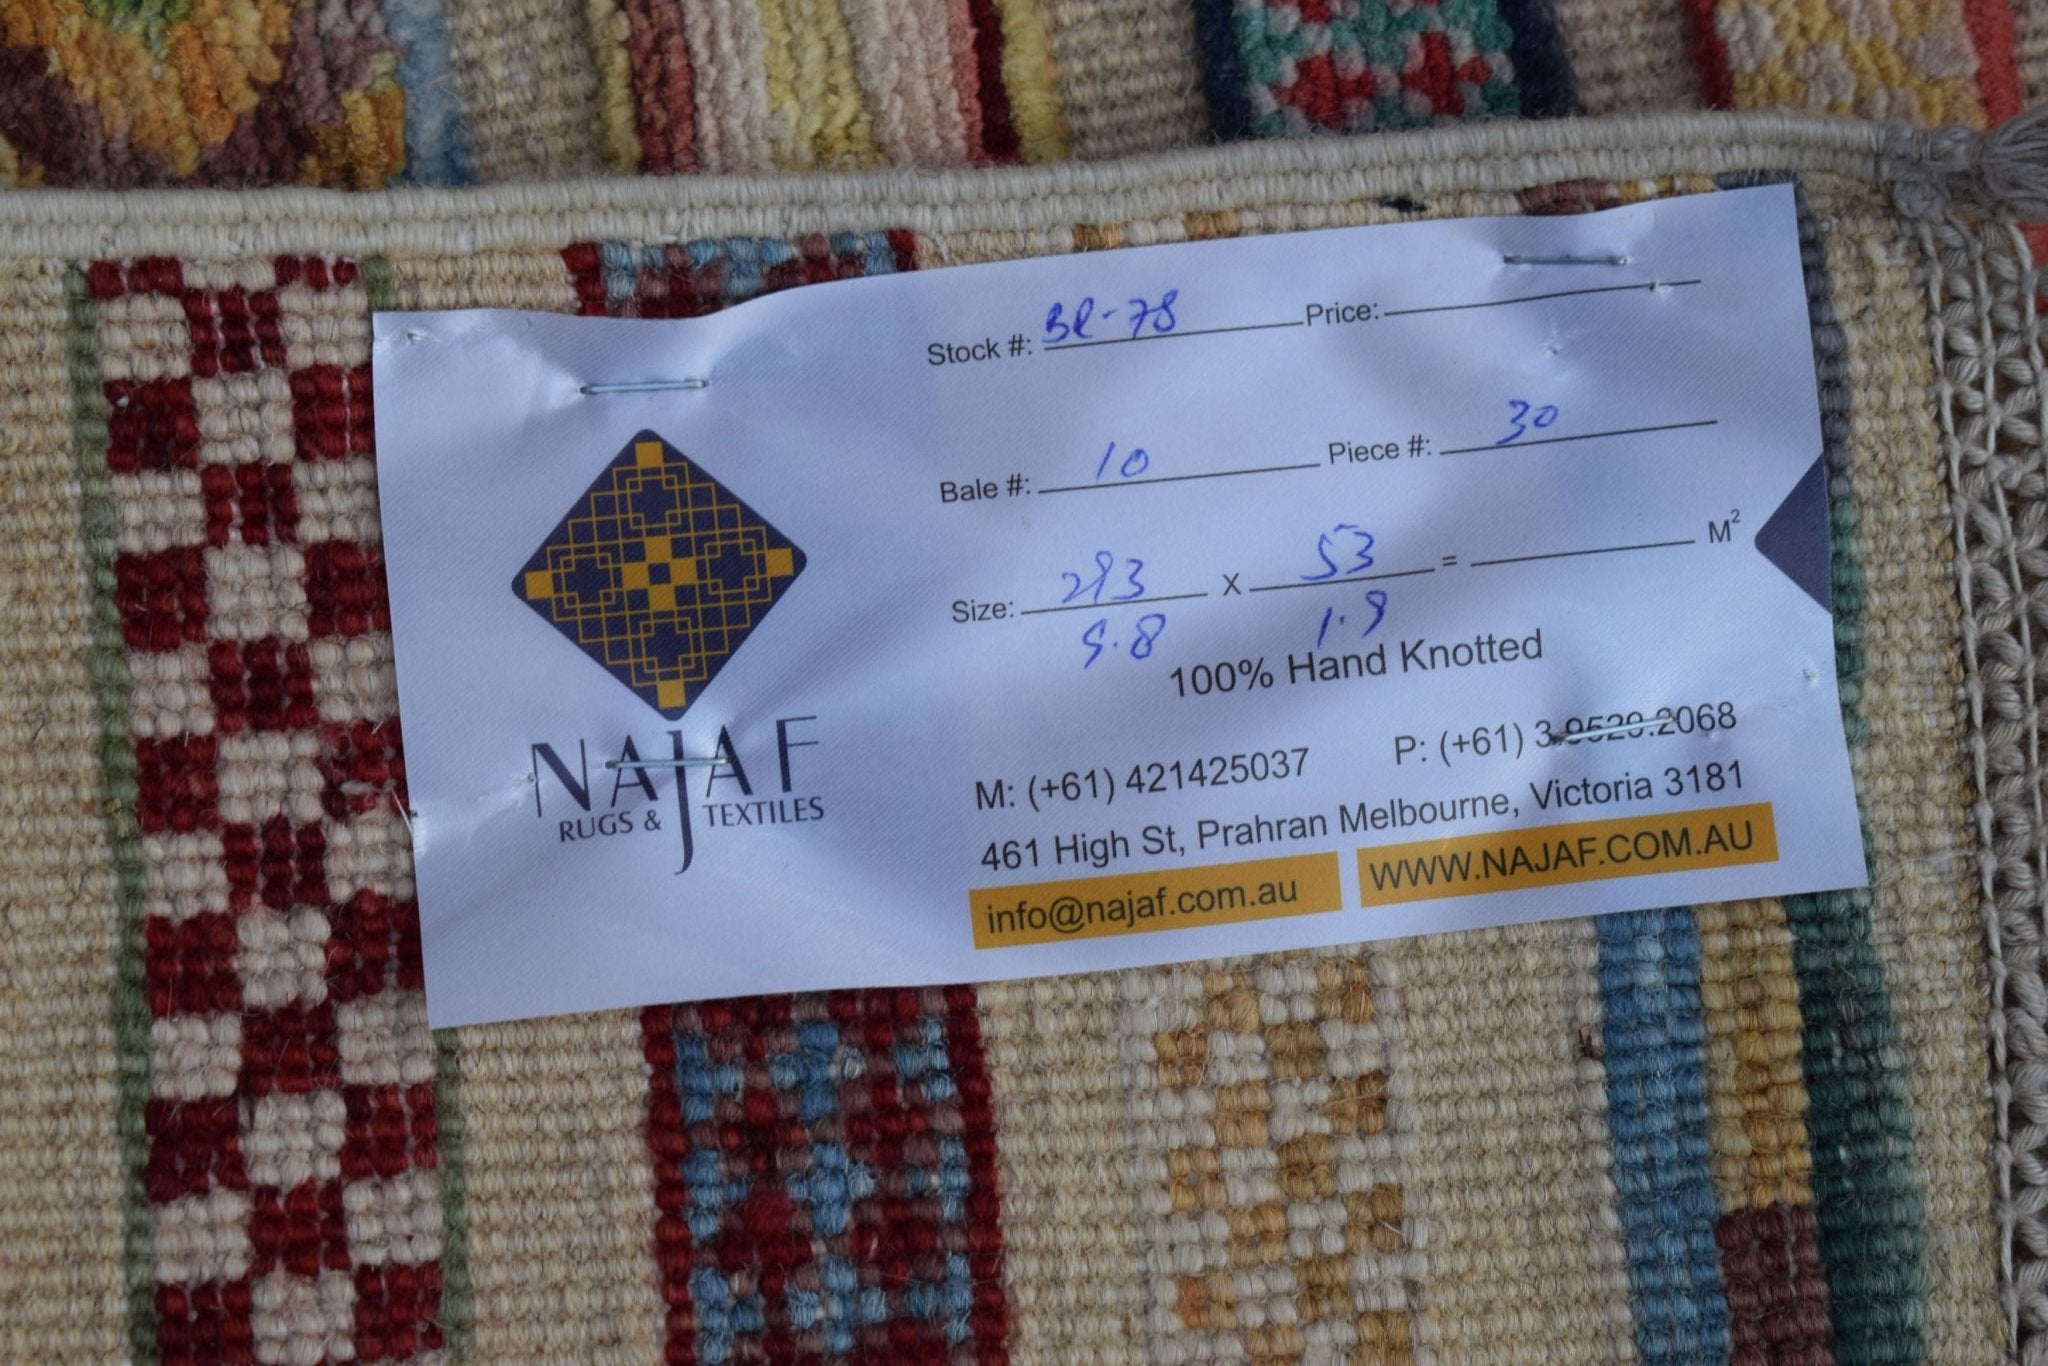 Stock #: BR-78 Price:
Bale #: 10 Piece #: 30
Size: 293 X 53 = M²
9.8 1.9
100% Hand Knotted
M: (+61) 421425037 P: (+61) 3.9520.2068
461 High St, Prahran Melbourne, Victoria 3181
info@najaf.com.au WWW.NAJAF.COM.AU
NAJAF
RUGS & TEXTILES